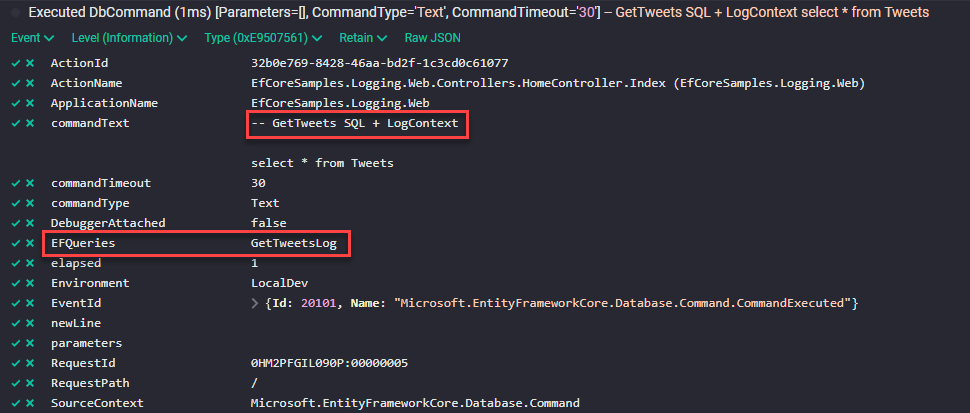 Executed DbCommand (1ms) [Parameters=[], CommandType='Text', CommandTimeout='30'] -- GetTweets SQL + LogContext select * from Tweets
Event Level (Information) Type (0xE9507561) Retain Raw JSON
ActionId 32b0e769-8428-46aa-bd2f-1c3cd0c61077
ActionName EfCoreSamples.Logging.Web.Controllers.HomeController.Index (EfCoreSamples.Logging.Web)
ApplicationName EfCoreSamples.Logging.Web
commandText -- GetTweets SQL + LogContext
select * from Tweets
commandTimeout 30
commandType Text
DebuggerAttached false
EFQueries GetTweetsLog
elapsed 1
Environment LocalDev
EventId {Id: 20101, Name: "Microsoft.EntityFrameworkCore.Database.Command.CommandExecuted"}
newLine
parameters
RequestId 0HM2PFGIL090P:00000005
RequestPath /
SourceContext Microsoft.EntityFrameworkCore.Database.Command